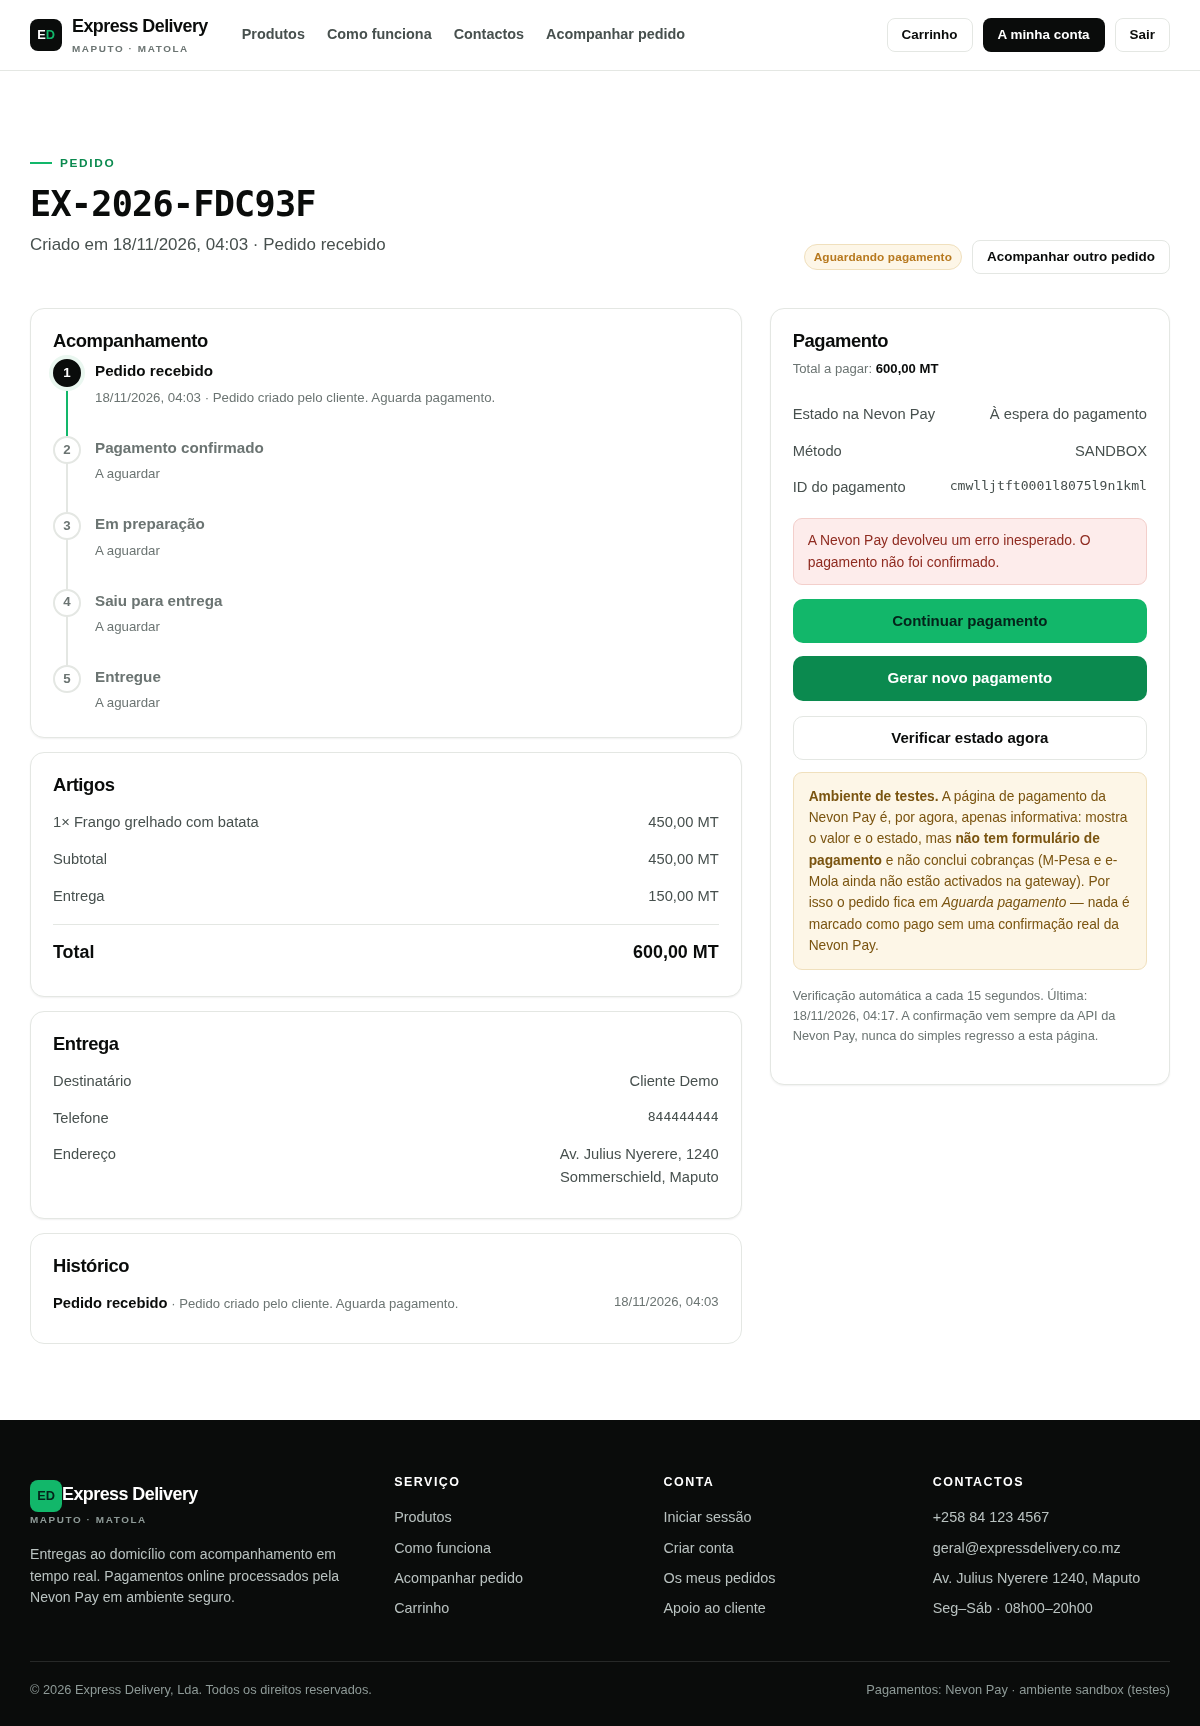 ED Express Delivery
MAPUTO · MATOLA
Produtos Como funciona Contactos Acompanhar pedido
Carrinho A minha conta Sair
PEDIDO
EX-2026-FDC93F
Criado em 18/11/2026, 04:03 · Pedido recebido
Aguardando pagamento Acompanhar outro pedido
Acompanhamento
1 Pedido recebido
18/11/2026, 04:03 · Pedido criado pelo cliente. Aguarda pagamento.
2 Pagamento confirmado
A aguardar
3 Em preparação
A aguardar
4 Saiu para entrega
A aguardar
5 Entregue
A aguardar
Artigos
1× Frango grelhado com batata 450,00 MT
Subtotal 450,00 MT
Entrega 150,00 MT
Total 600,00 MT
Entrega
Destinatário Cliente Demo
Telefone 844444444
Endereço Av. Julius Nyerere, 1240
Sommerschield, Maputo
Histórico
Pedido recebido · Pedido criado pelo cliente. Aguarda pagamento. 18/11/2026, 04:03
Pagamento
Total a pagar: 600,00 MT
Estado na Nevon Pay À espera do pagamento
Método SANDBOX
ID do pagamento cmwlljtft0001l8075l9n1kml
A Nevon Pay devolveu um erro inesperado. O
pagamento não foi confirmado.
Continuar pagamento
Gerar novo pagamento
Verificar estado agora
Ambiente de testes. A página de pagamento da
Nevon Pay é, por agora, apenas informativa: mostra
o valor e o estado, mas não tem formulário de
pagamento e não conclui cobranças (M-Pesa e e-
Mola ainda não estão activados na gateway). Por
isso o pedido fica em Aguarda pagamento — nada é
marcado como pago sem uma confirmação real da
Nevon Pay.
Verificação automática a cada 15 segundos. Última:
18/11/2026, 04:17. A confirmação vem sempre da API da
Nevon Pay, nunca do simples regresso a esta página.
ED Express Delivery
MAPUTO · MATOLA
Entregas ao domicílio com acompanhamento em
tempo real. Pagamentos online processados pela
Nevon Pay em ambiente seguro.
SERVIÇO
Produtos
Como funciona
Acompanhar pedido
Carrinho
CONTA
Iniciar sessão
Criar conta
Os meus pedidos
Apoio ao cliente
CONTACTOS
+258 84 123 4567
geral@expressdelivery.co.mz
Av. Julius Nyerere 1240, Maputo
Seg–Sáb · 08h00–20h00
© 2026 Express Delivery, Lda. Todos os direitos reservados.
Pagamentos: Nevon Pay · ambiente sandbox (testes)